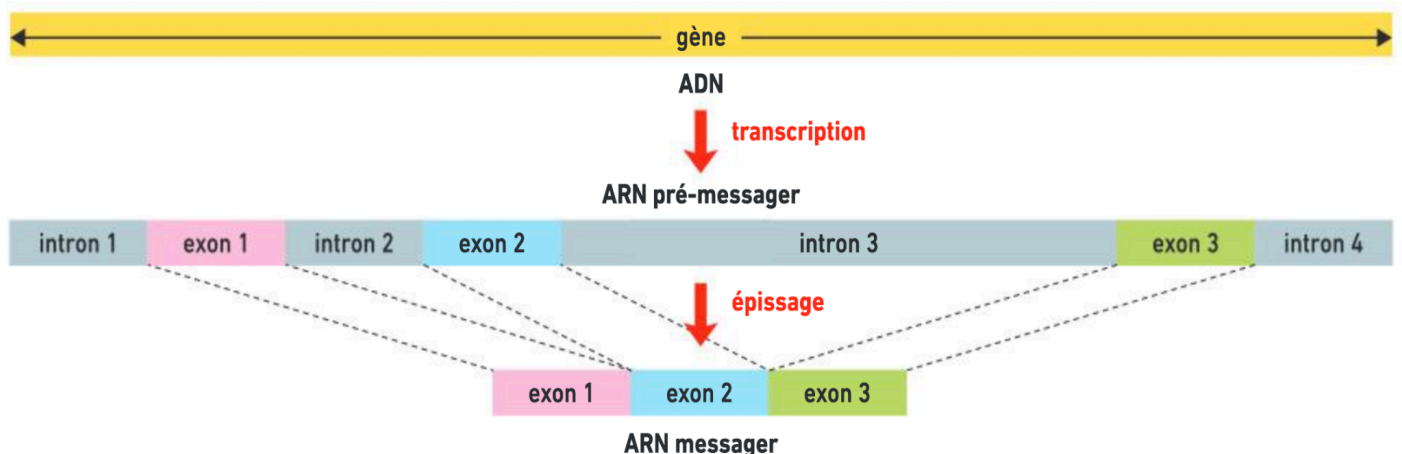 gène
ADN
transcription
ARN pré-messager
intron 1 exon 1 intron 2 exon 2 intron 3 exon 3 intron 4
épissage
exon 1 exon 2 exon 3
ARN messager